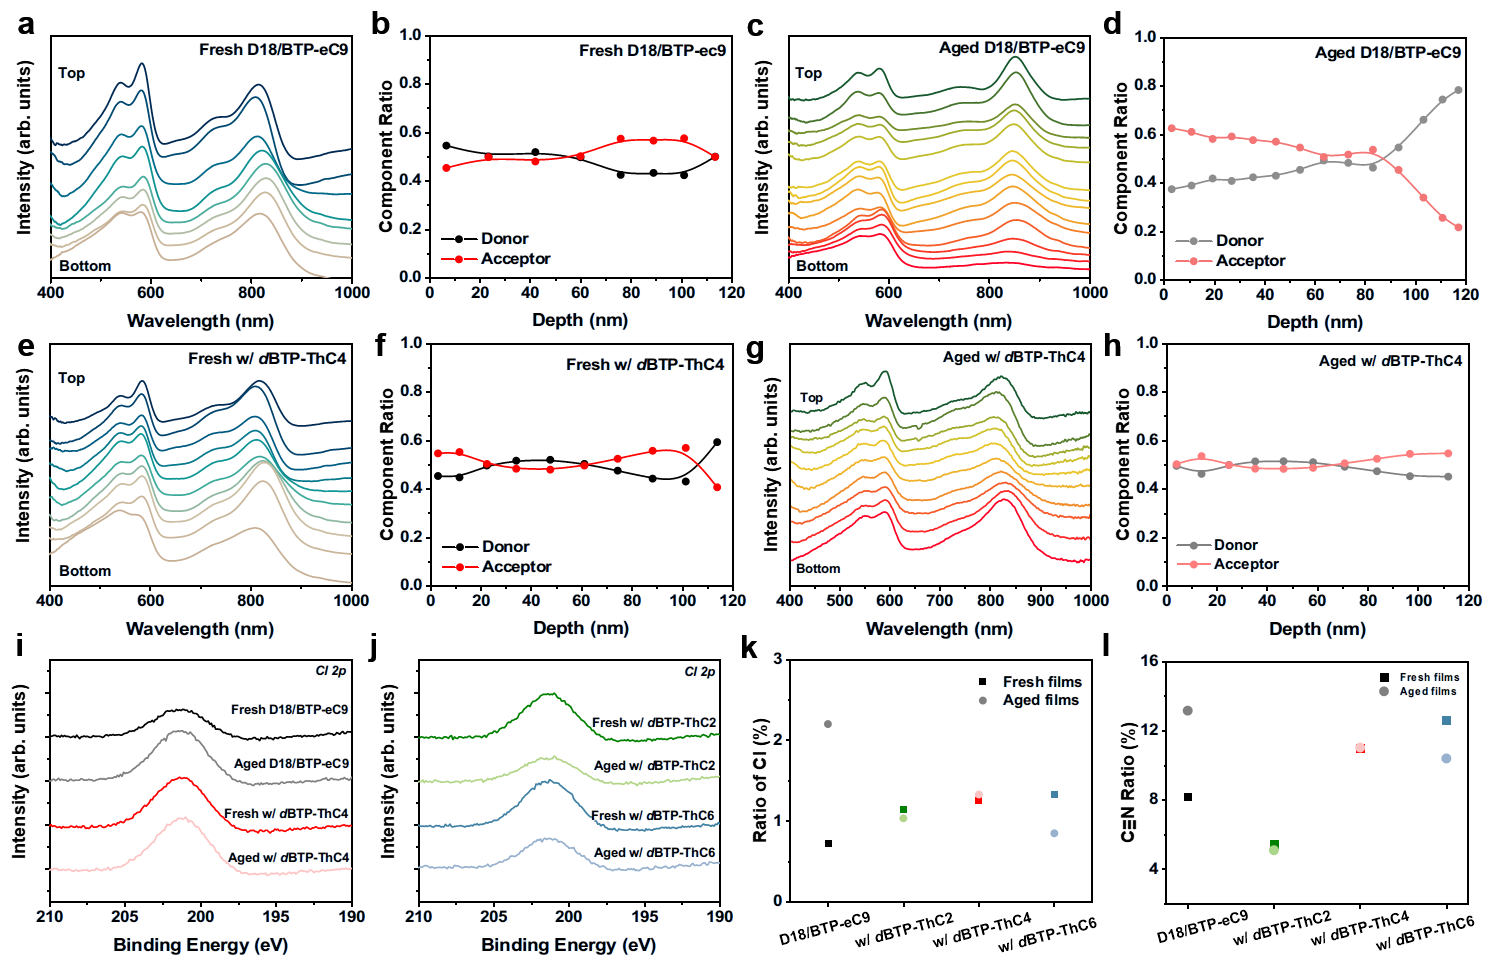 a
Fresh D18/BTP-eC9
Top
Bottom
Intensity (arb. units)
400 600 800 1000
Wavelength (nm)
b
Fresh D18/BTP-ec9
Component Ratio
1.0
0.8
0.6
0.4
0.2
0.0
Donor
Acceptor
0 20 40 60 80 100 120
Depth (nm)
c
Aged D18/BTP-eC9
Top
Bottom
Intensity (arb. units)
400 600 800 1000
Wavelength (nm)
d
Aged D18/BTP-eC9
Component Ratio
1.0
0.8
0.6
0.4
0.2
0.0
Donor
Acceptor
0 20 40 60 80 100 120
Depth (nm)
e
Fresh w/ dBTP-ThC4
Top
Bottom
Intensity (arb. units)
400 600 800 1000
Wavelength (nm)
f
Fresh w/ dBTP-ThC4
Component Ratio
1.0
0.8
0.6
0.4
0.2
0.0
Donor
Acceptor
0 20 40 60 80 100 120
Depth (nm)
g
Aged w/ dBTP-ThC4
Top
Bottom
Intensity (arb. units)
400 500 600 700 800 900 1000
Wavelength (nm)
h
Aged w/ dBTP-ThC4
Component Ratio
1.0
0.8
0.6
0.4
0.2
0.0
Donor
Acceptor
0 20 40 60 80 100 120
Depth (nm)
i
Cl 2p
Fresh D18/BTP-eC9
Aged D18/BTP-eC9
Fresh w/ dBTP-ThC4
Aged w/ dBTP-ThC4
Intensity (arb. units)
210 205 200 195 190
Binding Energy (eV)
j
Cl 2p
Fresh w/ dBTP-ThC2
Aged w/ dBTP-ThC2
Fresh w/ dBTP-ThC6
Aged w/ dBTP-ThC6
Intensity (arb. units)
210 205 200 195 190
Binding Energy (eV)
k
Fresh films
Aged films
Ratio of Cl (%)
3
2
1
0
D18/BTP-eC9
w/ dBTP-ThC2
w/ dBTP-ThC4
w/ dBTP-ThC6
l
Fresh films
Aged films
C≡N Ratio (%)
16
12
8
4
D18/BTP-eC9
w/ dBTP-ThC2
w/ dBTP-ThC4
w/ dBTP-ThC6